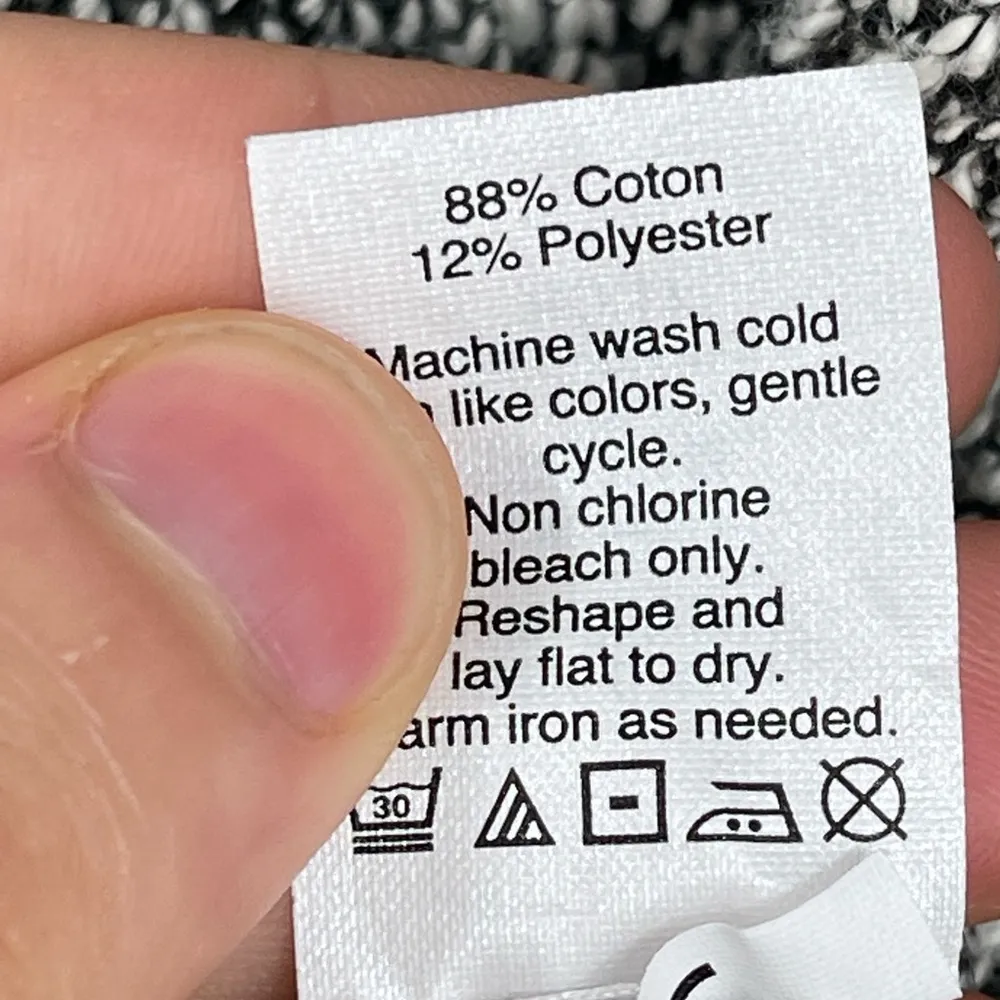 88% Coton
12% Polyester
Machine wash cold
like colors, gentle
cycle.
Non chlorine
bleach only.
Reshape and
lay flat to dry.
arm iron as needed.
30